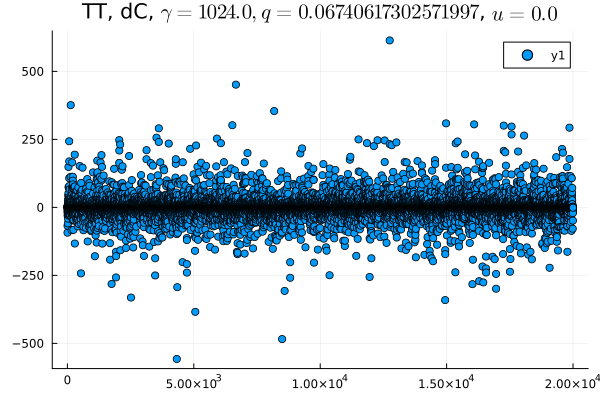 TT, dC, γ = 1024.0, q = 0.06740617302571997, u = 0.0
y1
500
250
0
−250
−500
0 5.00×10³ 1.00×10⁴ 1.50×10⁴ 2.00×10⁴